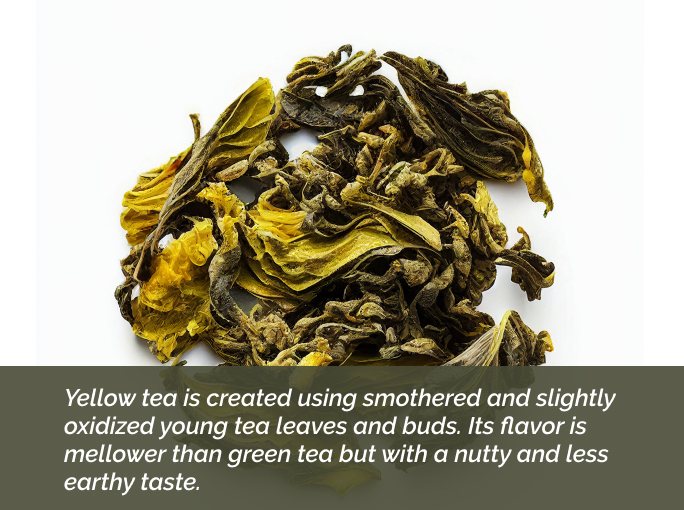 Yellow tea is created using smothered and slightly
oxidized young tea leaves and buds. Its flavor is
mellower than green tea but with a nutty and less
earthy taste.